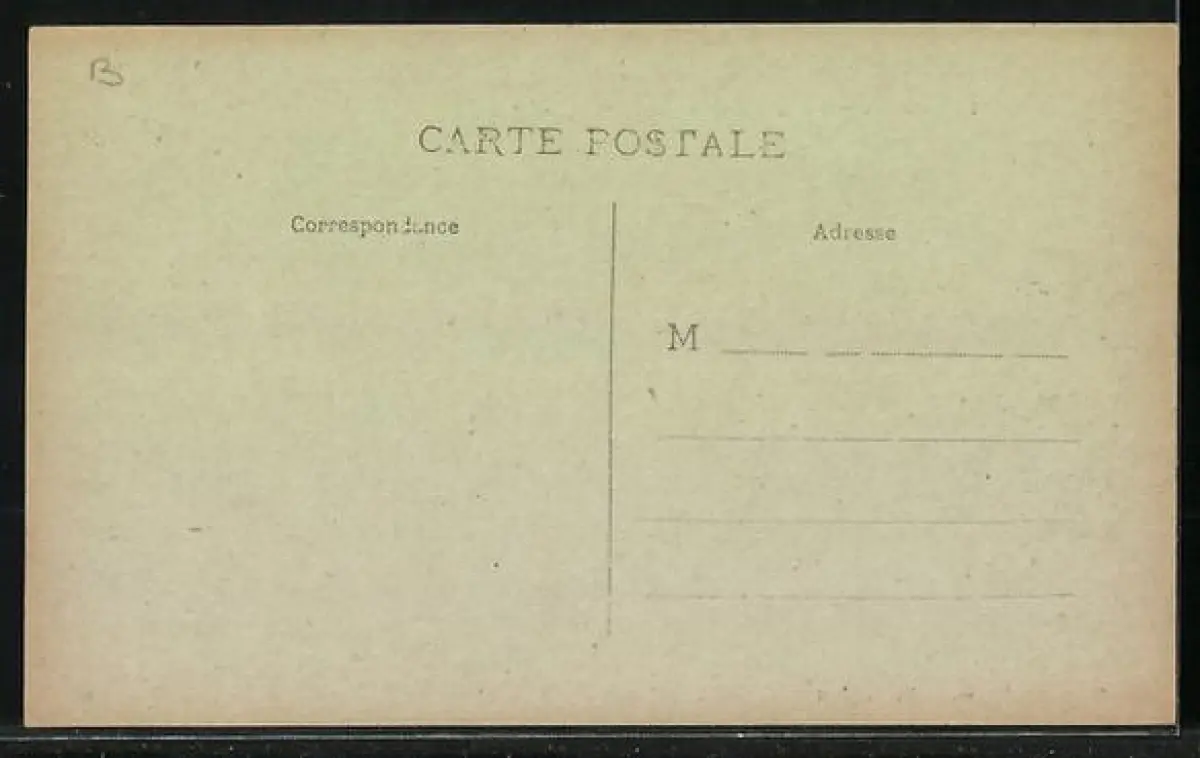 B
CARTE POSTALE
Correspondance
Adresse
M